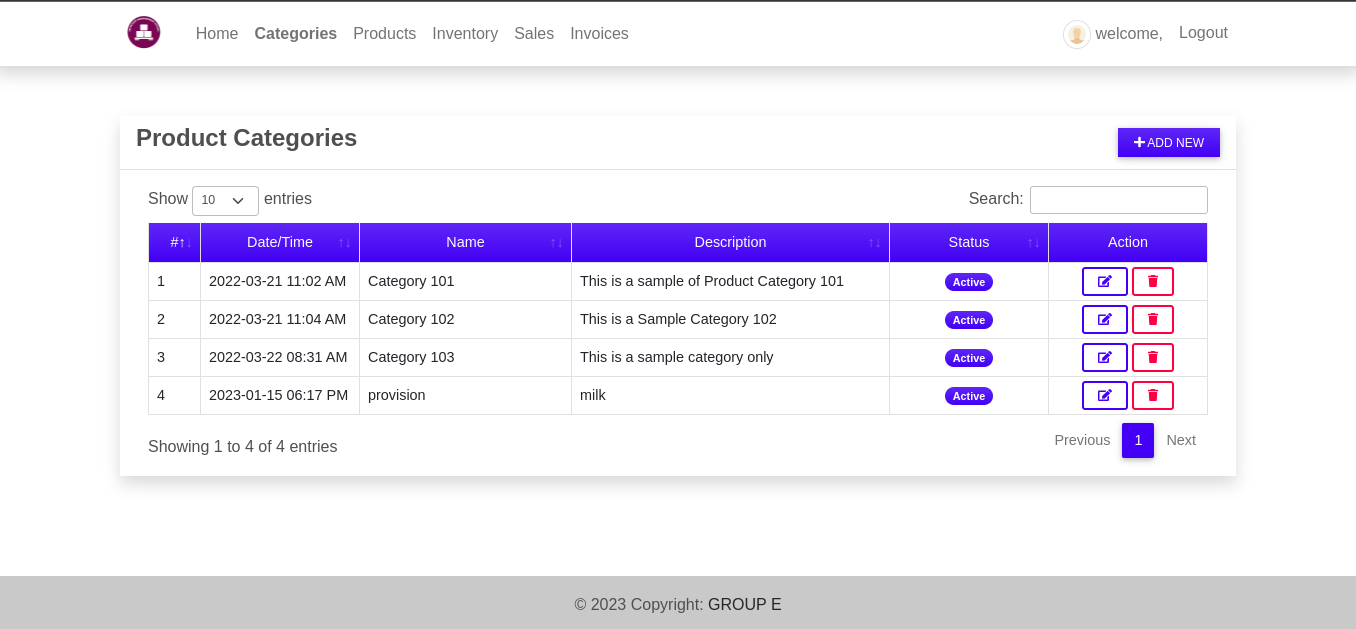 Home Categories Products Inventory Sales Invoices welcome, Logout
Product Categories
ADD NEW
Show 10 entries Search:
#↑↓ Date/Time ↑↓ Name ↑↓ Description ↑↓ Status ↑↓ Action
1 2022-03-21 11:02 AM Category 101 This is a sample of Product Category 101 Active
2 2022-03-21 11:04 AM Category 102 This is a Sample Category 102 Active
3 2022-03-22 08:31 AM Category 103 This is a sample category only Active
4 2023-01-15 06:17 PM provision milk Active
Showing 1 to 4 of 4 entries Previous 1 Next
© 2023 Copyright: GROUP E